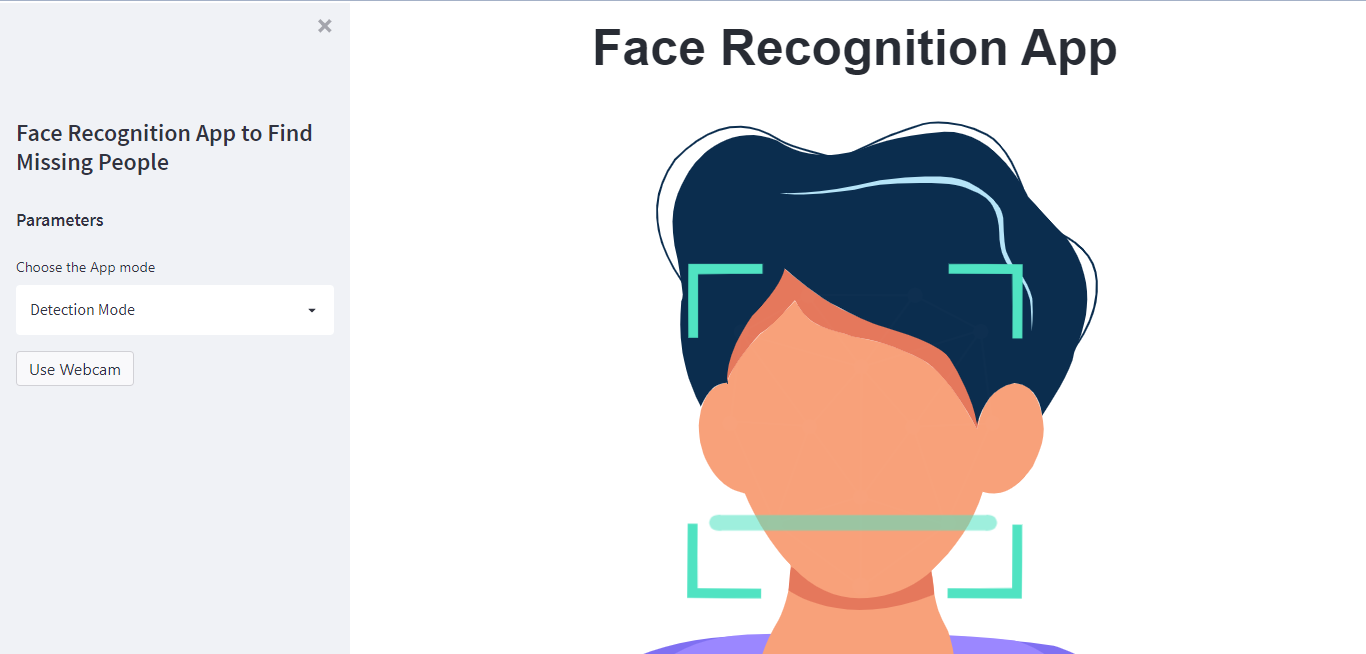 Face Recognition App
Face Recognition App to Find
Missing People
Parameters
Choose the App mode
Detection Mode
Use Webcam